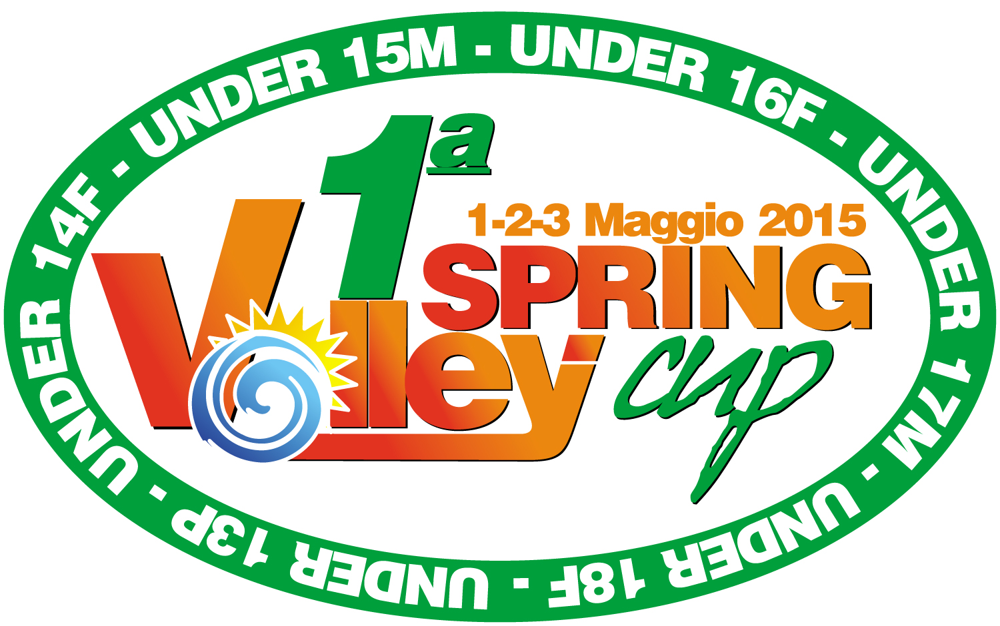 UNDER 13P - UNDER 14F - UNDER 15M - UNDER 16F - UNDER 17M - UNDER 18F -
1a
1-2-3 Maggio 2015
SPRING
Volley
cup